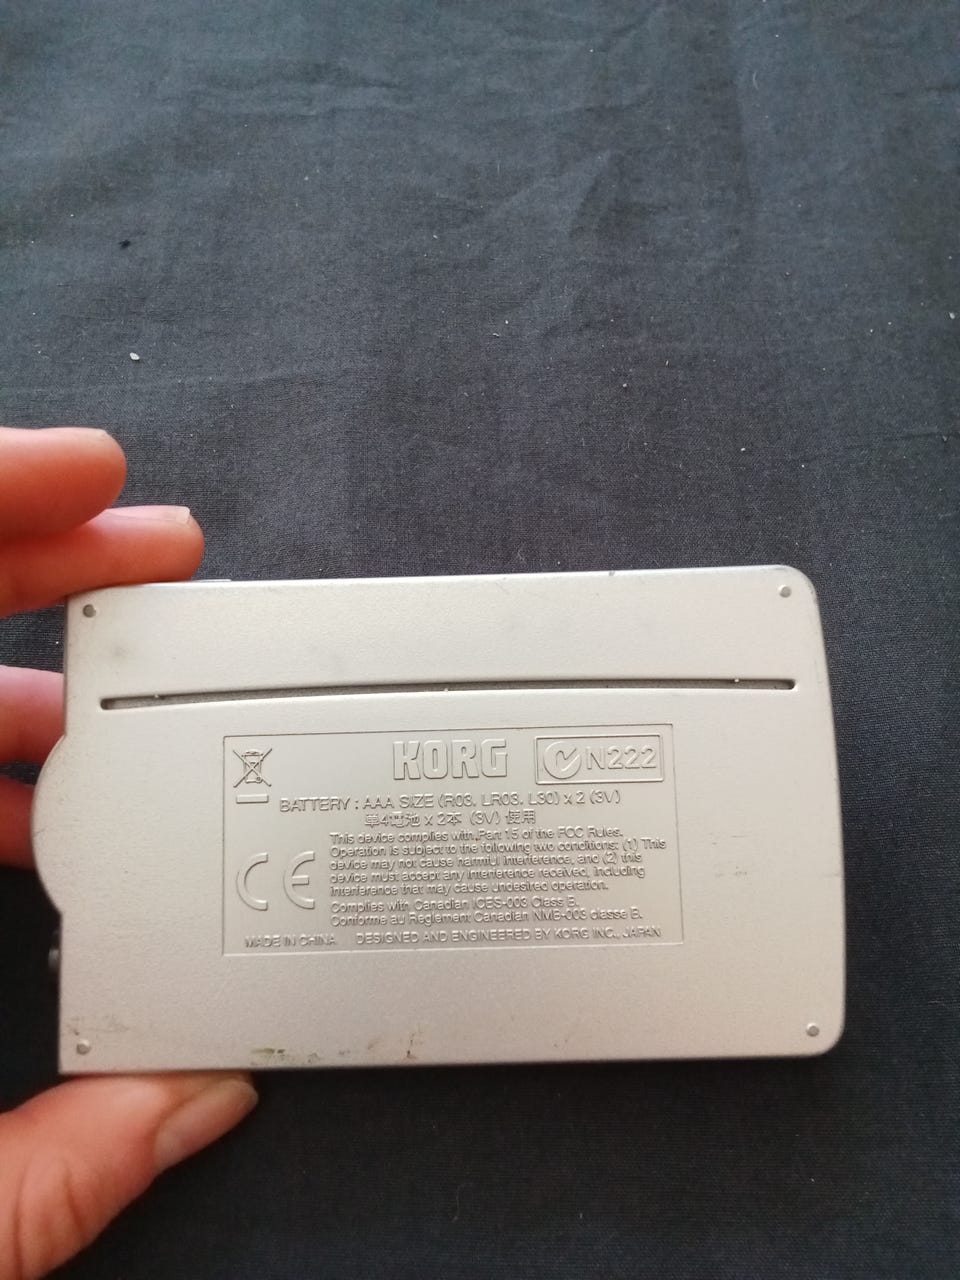 KORG
N222
BATTERY : AAA SIZE (R03, LR03, L30) x 2 (3V)
単4電池 x 2本 (3V) 使用
This device complies with Part 15 of the FCC Rules.
Operation is subject to the following two conditions: (1) This
device may not cause harmful interference, and (2) this
device must accept any interference received, including
interference that may cause undesired operation.
Complies with Canadian ICES-003 Class B.
Conforme au Reglement Canadien NMB-003 classe B.
CE
MADE IN CHINA DESIGNED AND ENGINEERED BY KORG INC., JAPAN